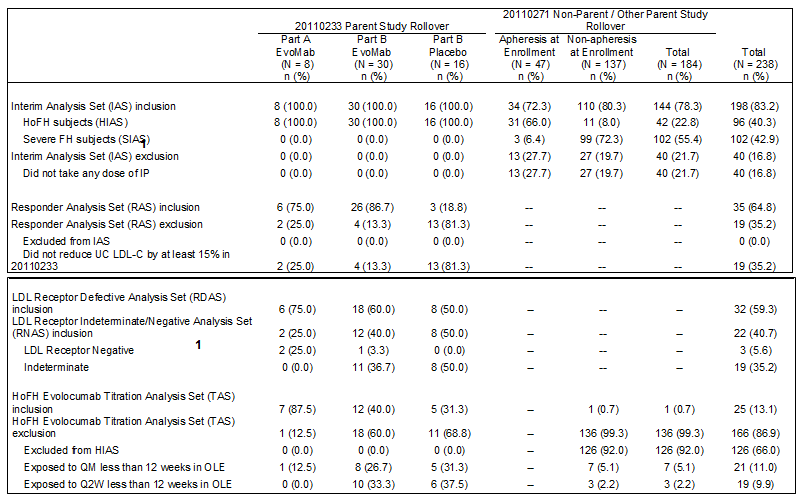 20110233 Parent Study Rollover
20110271 Non-Parent / Other Parent Study Rollover
Part A EvoMab (N = 8) n (%)
Part B EvoMab (N = 30) n (%)
Part B Placebo (N = 16) n (%)
Apheresis at Enrollment (N = 47) n (%)
Non-apheresis at Enrollment (N = 137) n (%)
Total (N = 184) n (%)
Total (N = 238) n (%)
Interim Analysis Set (IAS) inclusion 8 (100.0) 30 (100.0) 16 (100.0) 34 (72.3) 110 (80.3) 144 (78.3) 198 (83.2)
HoFH subjects (HIAS) 8 (100.0) 30 (100.0) 16 (100.0) 31 (66.0) 11 (8.0) 42 (22.8) 96 (40.3)
Severe FH subjects (SIAS) 0 (0.0) 0 (0.0) 0 (0.0) 3 (6.4) 99 (72.3) 102 (55.4) 102 (42.9)
1
Interim Analysis Set (IAS) exclusion 0 (0.0) 0 (0.0) 0 (0.0) 13 (27.7) 27 (19.7) 40 (21.7) 40 (16.8)
Did not take any dose of IP 0 (0.0) 0 (0.0) 0 (0.0) 13 (27.7) 27 (19.7) 40 (21.7) 40 (16.8)
Responder Analysis Set (RAS) inclusion 6 (75.0) 26 (86.7) 3 (18.8) -- -- -- 35 (64.8)
Responder Analysis Set (RAS) exclusion 2 (25.0) 4 (13.3) 13 (81.3) -- -- -- 19 (35.2)
Excluded from IAS 0 (0.0) 0 (0.0) 0 (0.0) -- -- -- 0 (0.0)
Did not reduce UC LDL-C by at least 15% in
20110233 2 (25.0) 4 (13.3) 13 (81.3) -- -- -- 19 (35.2)
LDL Receptor Defective Analysis Set (RDAS)
inclusion 6 (75.0) 18 (60.0) 8 (50.0) -- -- -- 32 (59.3)
LDL Receptor Indeterminate/Negative Analysis Set
(RNAS) inclusion 2 (25.0) 12 (40.0) 8 (50.0) -- -- -- 22 (40.7)
1
LDL Receptor Negative 2 (25.0) 1 (3.3) 0 (0.0) -- -- -- 3 (5.6)
Indeterminate 0 (0.0) 11 (36.7) 8 (50.0) -- -- -- 19 (35.2)
HoFH Evolocumab Titration Analysis Set (TAS)
inclusion 7 (87.5) 12 (40.0) 5 (31.3) -- 1 (0.7) 1 (0.7) 25 (13.1)
HoFH Evolocumab Titration Analysis Set (TAS)
exclusion 1 (12.5) 18 (60.0) 11 (68.8) -- 136 (99.3) 136 (99.3) 166 (86.9)
Excluded from HIAS 0 (0.0) 0 (0.0) 0 (0.0) -- 126 (92.0) 126 (92.0) 126 (66.0)
Exposed to QM less than 12 weeks in OLE 1 (12.5) 8 (26.7) 5 (31.3) -- 7 (5.1) 7 (5.1) 21 (11.0)
Exposed to Q2W less than 12 weeks in OLE 0 (0.0) 10 (33.3) 6 (37.5) -- 3 (2.2) 3 (2.2) 19 (9.9)